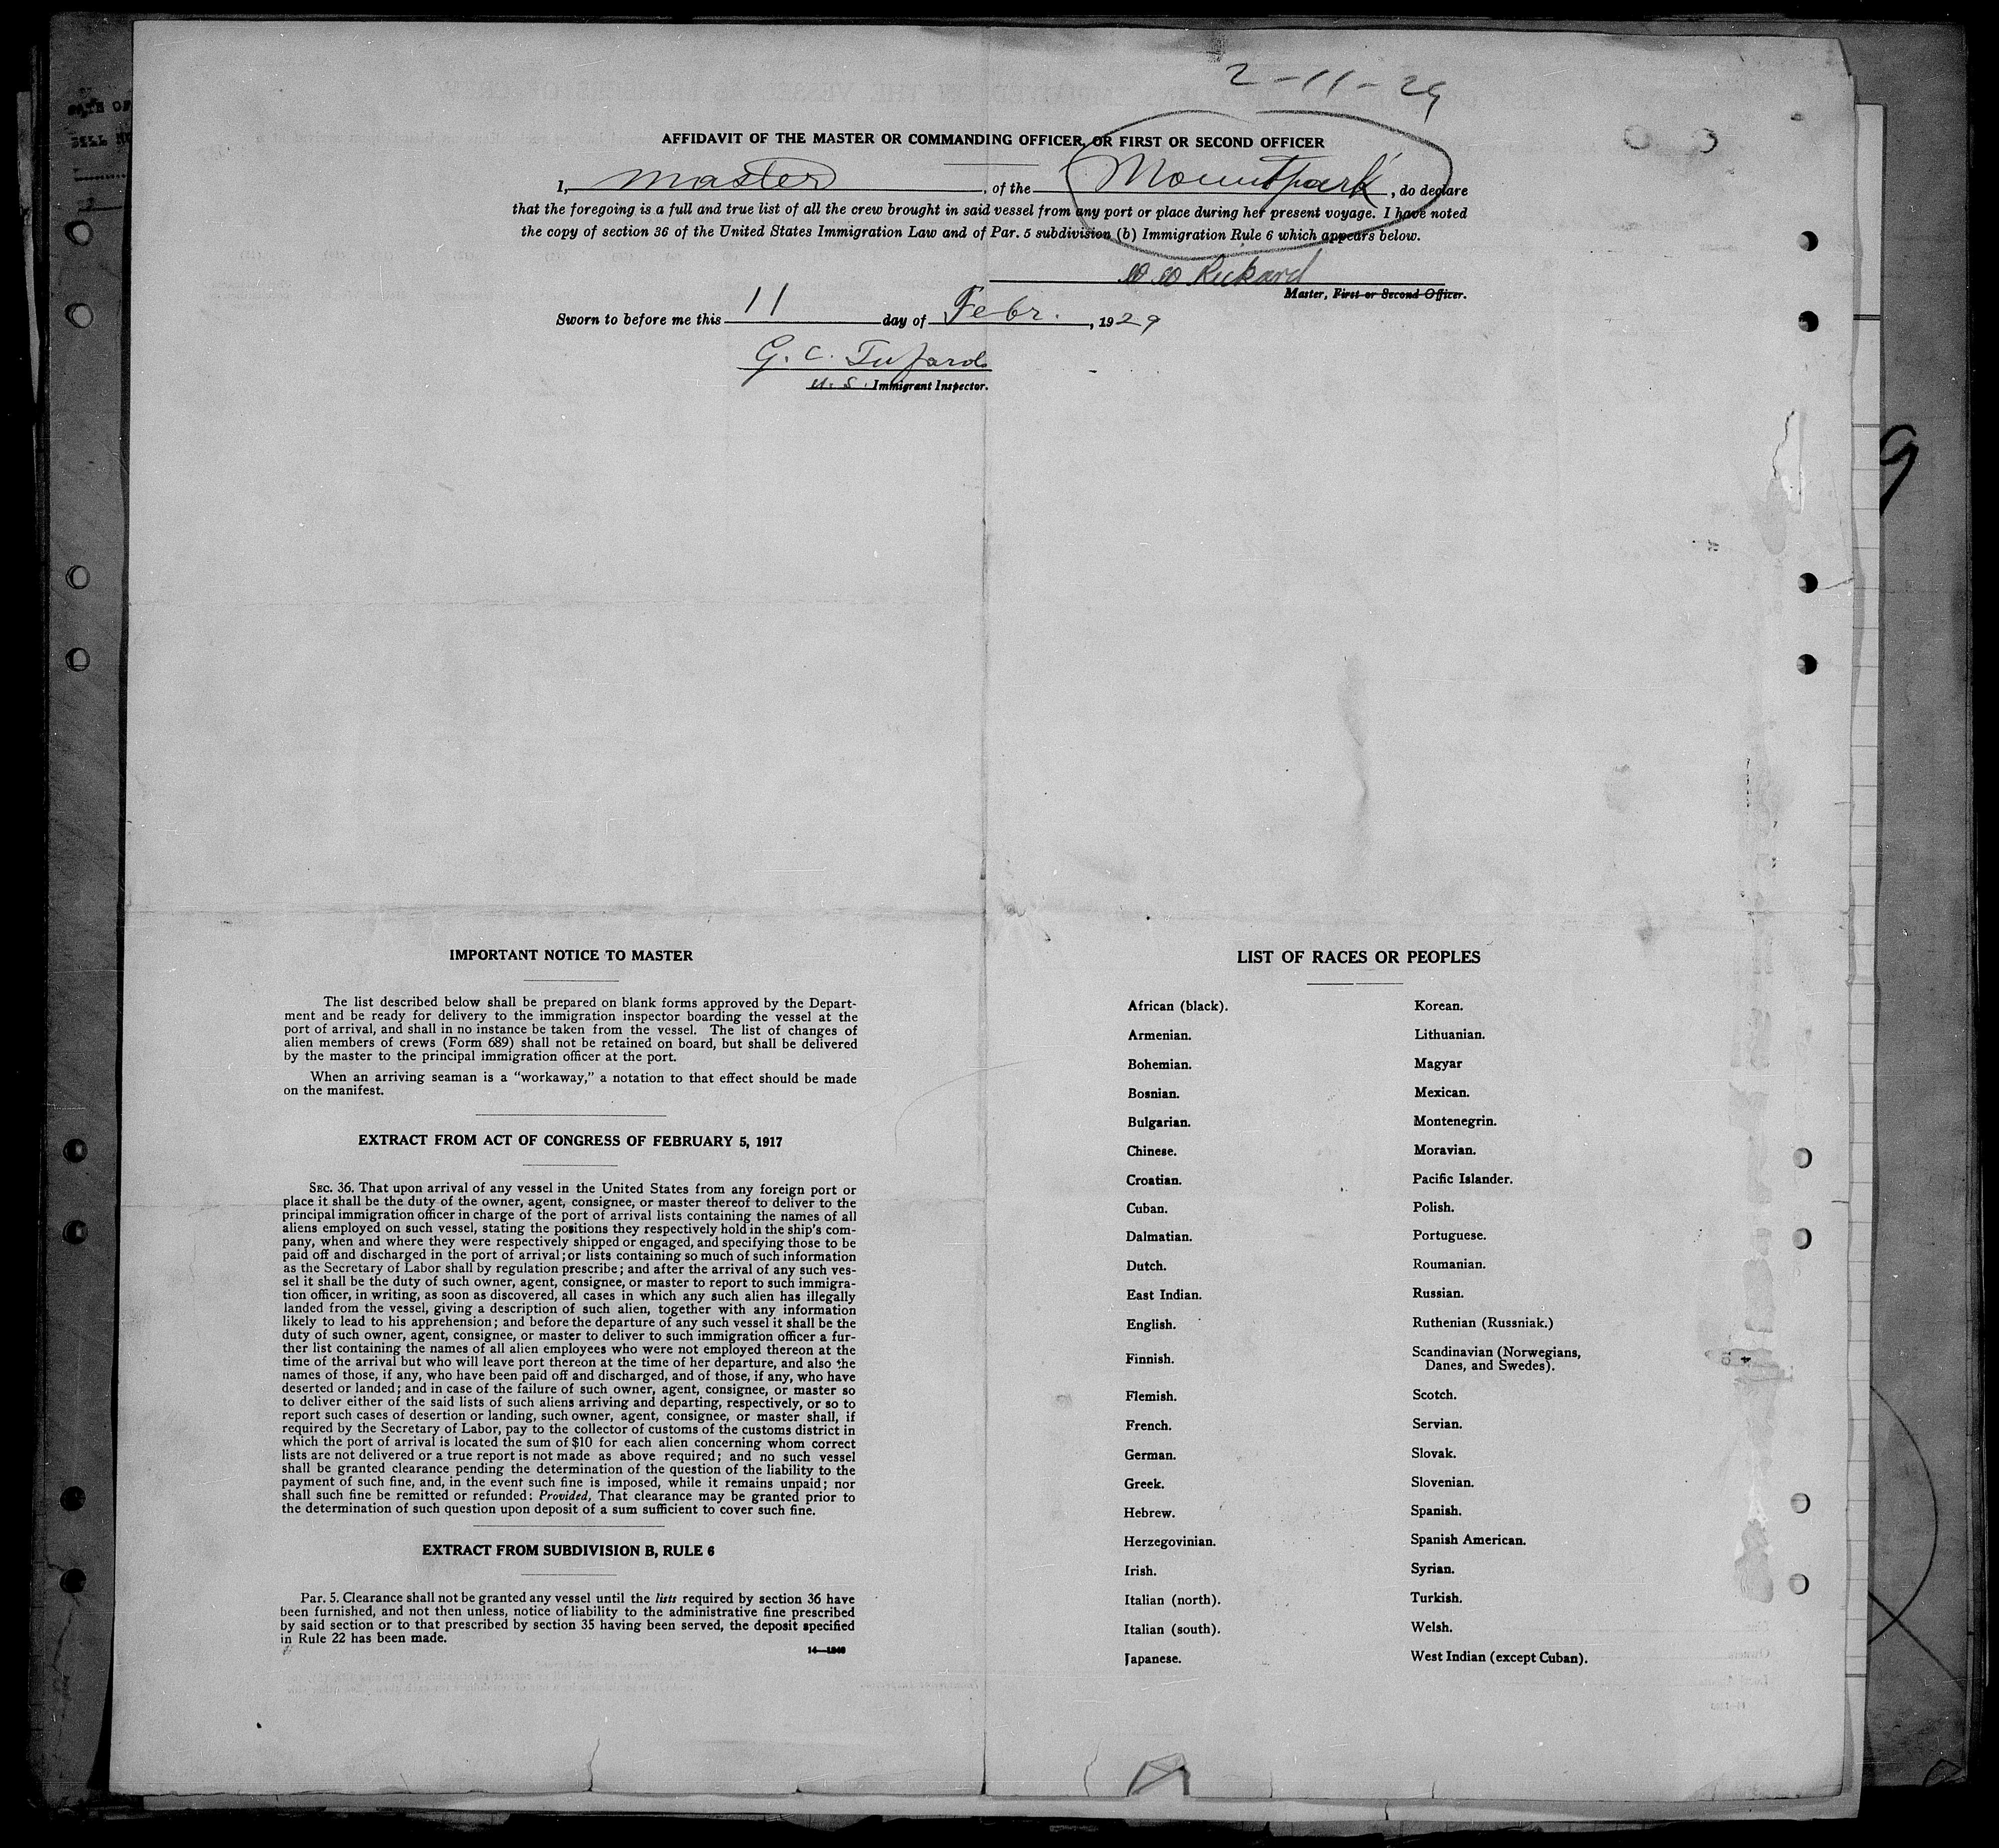 2-11-29
AFFIDAVIT OF THE MASTER OR COMMANDING OFFICER, OR FIRST OR SECOND OFFICER
I, master, of the Mountpark, do declare
that the foregoing is a full and true list of all the crew brought in said vessel from any port or place during her present voyage. I have noted
the copy of section 36 of the United States Immigration Law and of Par. 5 subdivision (b) Immigration Rule 6 which appears below.
W W Rickard
Master, First or Second Officer.
Sworn to before me this 11 day of Febr., 1929
G. C.
U. S. Immigrant Inspector.
IMPORTANT NOTICE TO MASTER
The list described below shall be prepared on blank forms approved by the Depart-
ment and be ready for delivery to the immigration inspector boarding the vessel at the
port of arrival, and shall in no instance be taken from the vessel. The list of changes of
alien members of crews (Form 689) shall not be retained on board, but shall be delivered
by the master to the principal immigration officer at the port.
When an arriving seaman is a "workaway," a notation to that effect should be made
on the manifest.
EXTRACT FROM ACT OF CONGRESS OF FEBRUARY 5, 1917
SEC. 36. That upon arrival of any vessel in the United States from any foreign port or
place it shall be the duty of the owner, agent, consignee, or master thereof to deliver to the
principal immigration officer in charge of the port of arrival lists containing the names of all
aliens employed on such vessel, stating the positions they respectively hold in the ship's com-
pany, when and where they were respectively shipped or engaged, and specifying those to be
paid off and discharged in the port of arrival; or lists containing so much of such information
as the Secretary of Labor shall by regulation prescribe; and after the arrival of any such ves-
sel it shall be the duty of such owner, agent, consignee, or master to report to such immigra-
tion officer, in writing, as soon as discovered, all cases in which any such alien has illegally
landed from the vessel, giving a description of such alien, together with any information
likely to lead to his apprehension; and before the departure of any such vessel it shall be the
duty of such owner, agent, consignee, or master to deliver to such immigration officer a fur-
ther list containing the names of all alien employees who were not employed thereon at the
time of the arrival but who will leave port thereon at the time of her departure, and also the
names of those, if any, who have been paid off and discharged, and of those, if any, who have
deserted or landed; and in case of the failure of such owner, agent, consignee, or master so
to deliver either of the said lists of such aliens arriving and departing, respectively, or so to
report such cases of desertion or landing, such owner, agent, consignee, or master shall, if
required by the Secretary of Labor, pay to the collector of customs of the customs district in
which the port of arrival is located the sum of $10 for each alien concerning whom correct
lists are not delivered or a true report is not made as above required; and no such vessel
shall be granted clearance pending the determination of the question of the liability to the
payment of such fine, and, in the event such fine is imposed, while it remains unpaid; nor
shall such fine be remitted or refunded: Provided, That clearance may be granted prior to
the determination of such question upon deposit of a sum sufficient to cover such fine.
EXTRACT FROM SUBDIVISION B, RULE 6
Par. 5. Clearance shall not be granted any vessel until the lists required by section 36 have
been furnished, and not then unless, notice of liability to the administrative fine prescribed
by said section or to that prescribed by section 35 having been served, the deposit specified
in Rule 22 has been made.
LIST OF RACES OR PEOPLES
African (black).
Armenian.
Bohemian.
Bosnian.
Bulgarian.
Chinese.
Croatian.
Cuban.
Dalmatian.
Dutch.
East Indian.
English.
Finnish.
Flemish.
French.
German.
Greek.
Hebrew.
Herzegovinian.
Irish.
Italian (north).
Italian (south).
Japanese.
Korean.
Lithuanian.
Magyar
Mexican.
Montenegrin.
Moravian.
Pacific Islander.
Polish.
Portuguese.
Roumanian.
Russian.
Ruthenian (Russniak.)
Scandinavian (Norwegians,
Danes, and Swedes).
Scotch.
Servian.
Slovak.
Slovenian.
Spanish.
Spanish American.
Syrian.
Turkish.
Welsh.
West Indian (except Cuban).